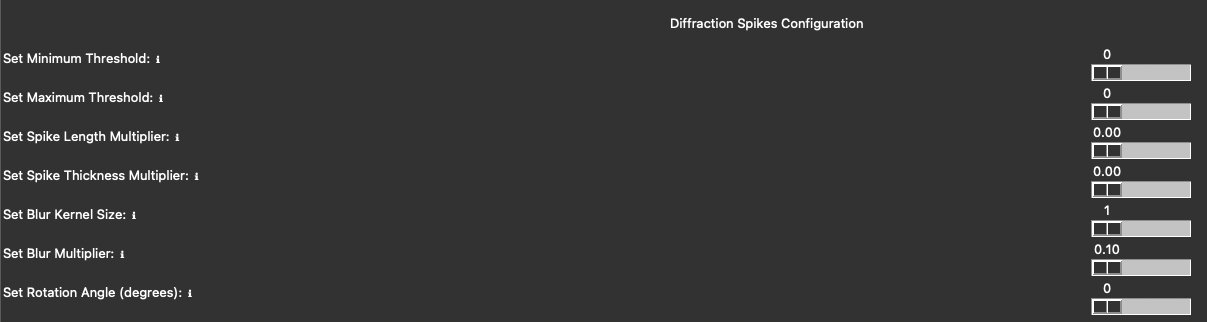 Diffraction Spikes Configuration
Set Minimum Threshold: ℹ 0
Set Maximum Threshold: ℹ 0
Set Spike Length Multiplier: ℹ 0.00
Set Spike Thickness Multiplier: ℹ 0.00
Set Blur Kernel Size: ℹ 1
Set Blur Multiplier: ℹ 0.10
Set Rotation Angle (degrees): ℹ 0